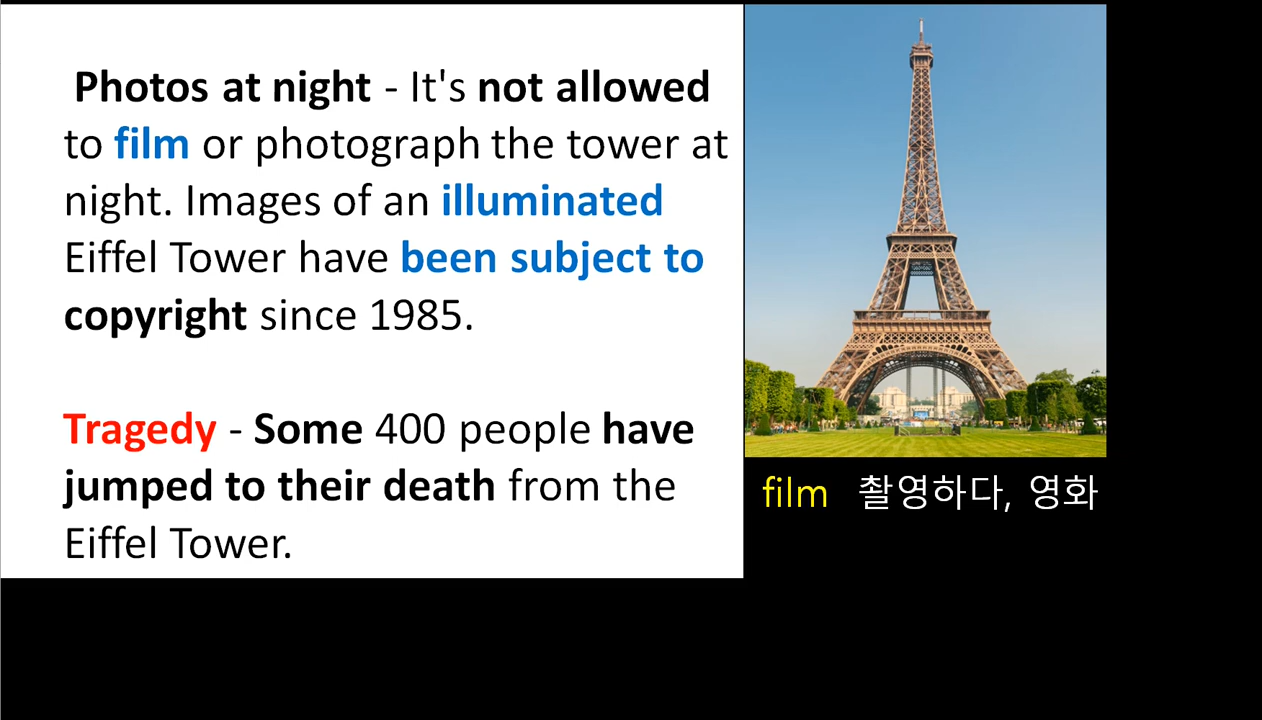 Photos at night - It's not allowed
to film or photograph the tower at
night. Images of an illuminated
Eiffel Tower have been subject to
copyright since 1985.
Tragedy - Some 400 people have
jumped to their death from the
Eiffel Tower.
film 촬영하다, 영화